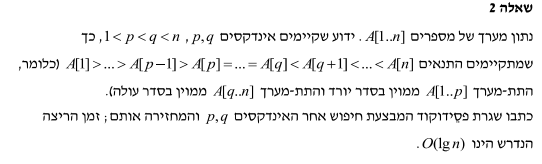 שאלה 2
נתון מערך של מספרים A[1..n]. ידוע שקיימים אינדקסים p,q, 1<p<q<n, כך
שמתקיימים התנאים A[1]>...>A[p−1]>A[p]=...=A[q]<A[q+1]<...<A[n] (כלומר,
התת-מערך A[1..p] ממוין בסדר יורד והתת-מערך A[q..n] ממוין בסדר עולה).
כתבו שגרת פסידוקוד המבצעת חיפוש אחר האינדקסים p,q והמחזירה אותם; זמן הריצה
הנדרש הינו O(lg n).